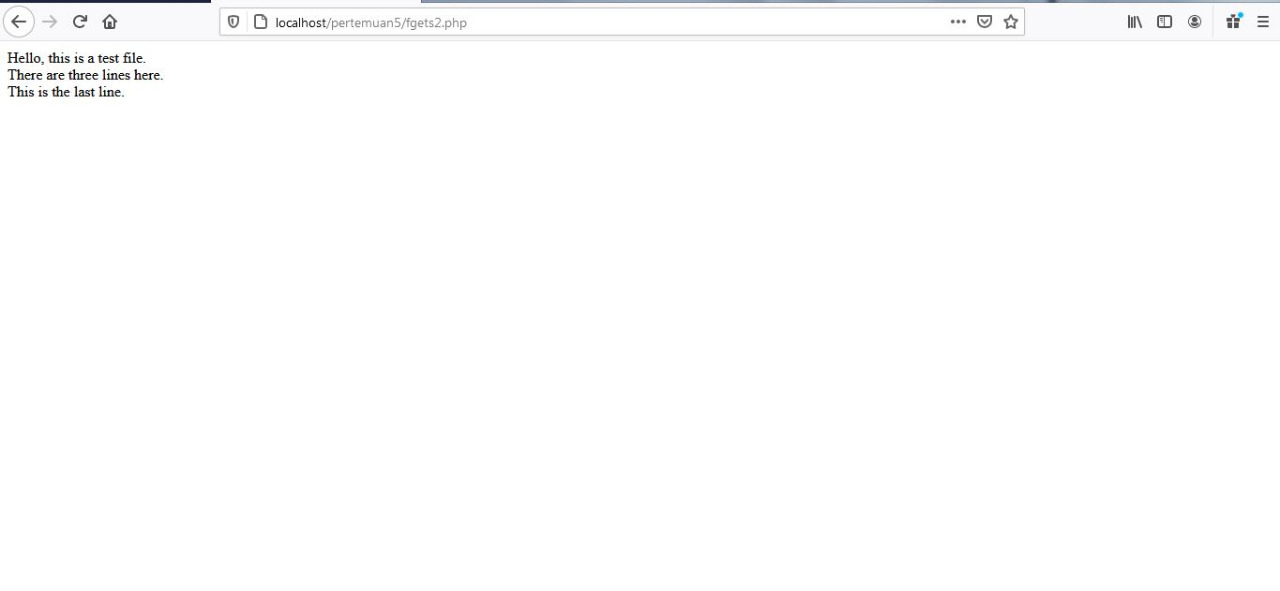 localhost/pertemuan5/fgets2.php
Hello, this is a test file.
There are three lines here.
This is the last line.